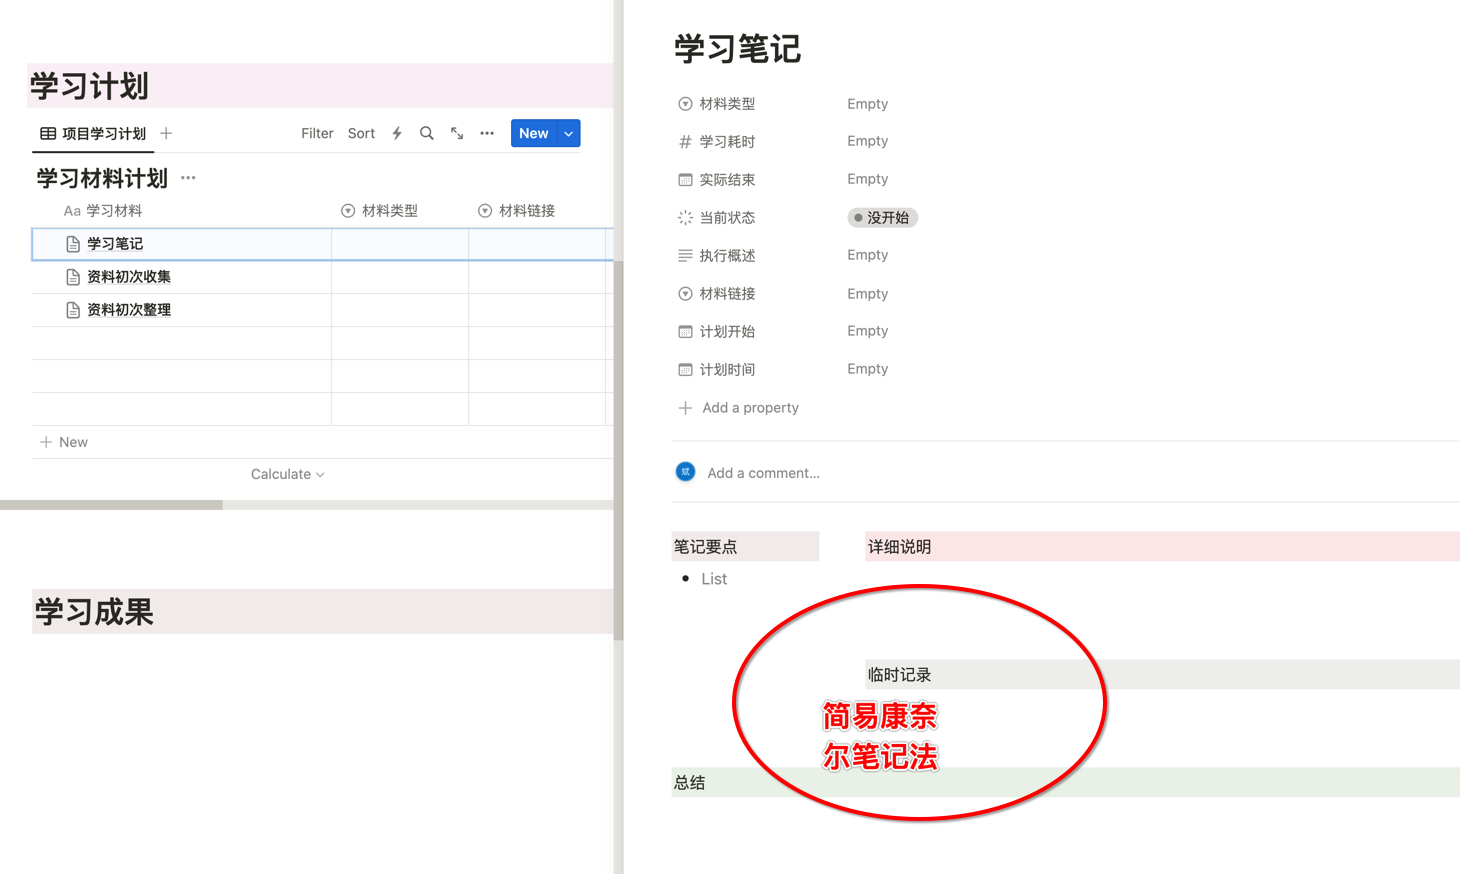 学习计划
项目学习计划
Filter Sort New
学习材料计划
Aa 学习材料 材料类型 材料链接
学习笔记
资料初次收集
资料初次整理
New
Calculate
学习成果
学习笔记
材料类型 Empty
# 学习耗时 Empty
实际结束 Empty
当前状态 没开始
执行概述 Empty
材料链接 Empty
计划开始 Empty
计划时间 Empty
Add a property
斌 Add a comment...
笔记要点 详细说明
• List
临时记录
简易康奈
尔笔记法
总结